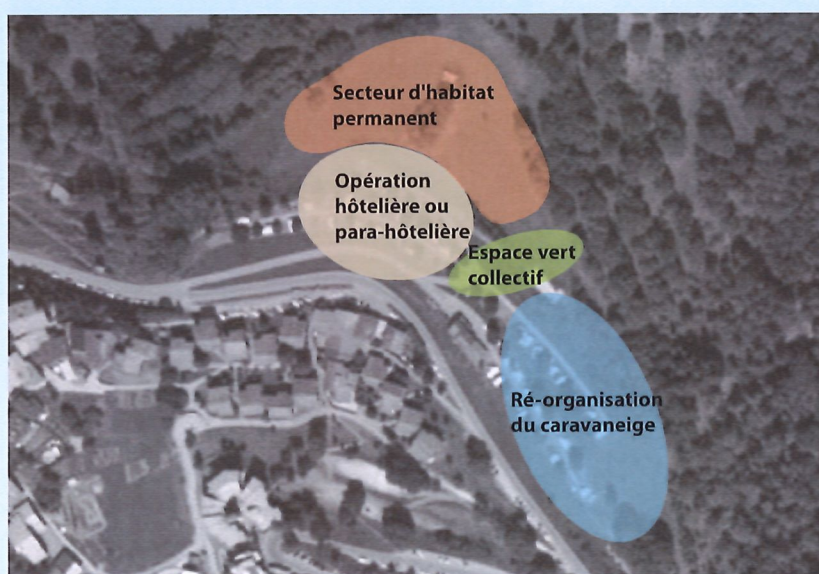 Secteur d'habitat
permanent
Opération
hôtelière ou
para-hôtelière
Espace vert
collectif
Ré-organisation
du caravaneige